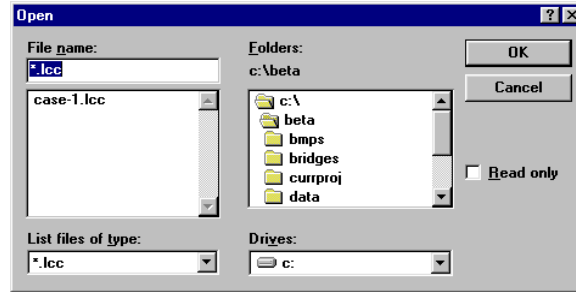 Open
File name:
*.lcc
case-1.lcc
List files of type:
*.lcc
Folders:
c:\beta
c:\
beta
bmps
bridges
currproj
data
Drives:
c:
OK
Cancel
Read only